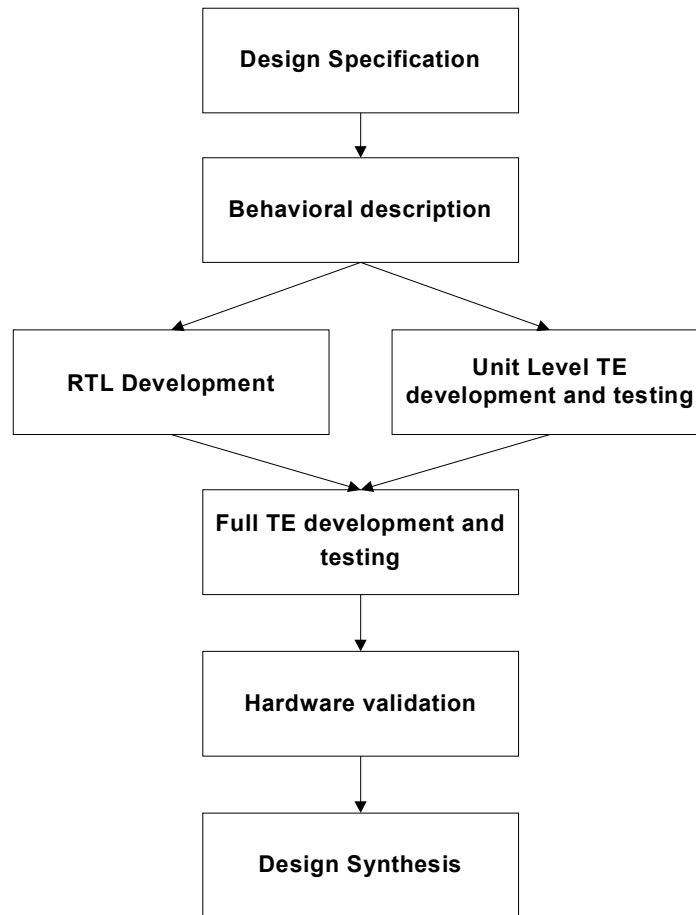 Design Specification
Behavioral description
RTL Development
Unit Level TE
development and testing
Full TE development and
testing
Hardware validation
Design Synthesis